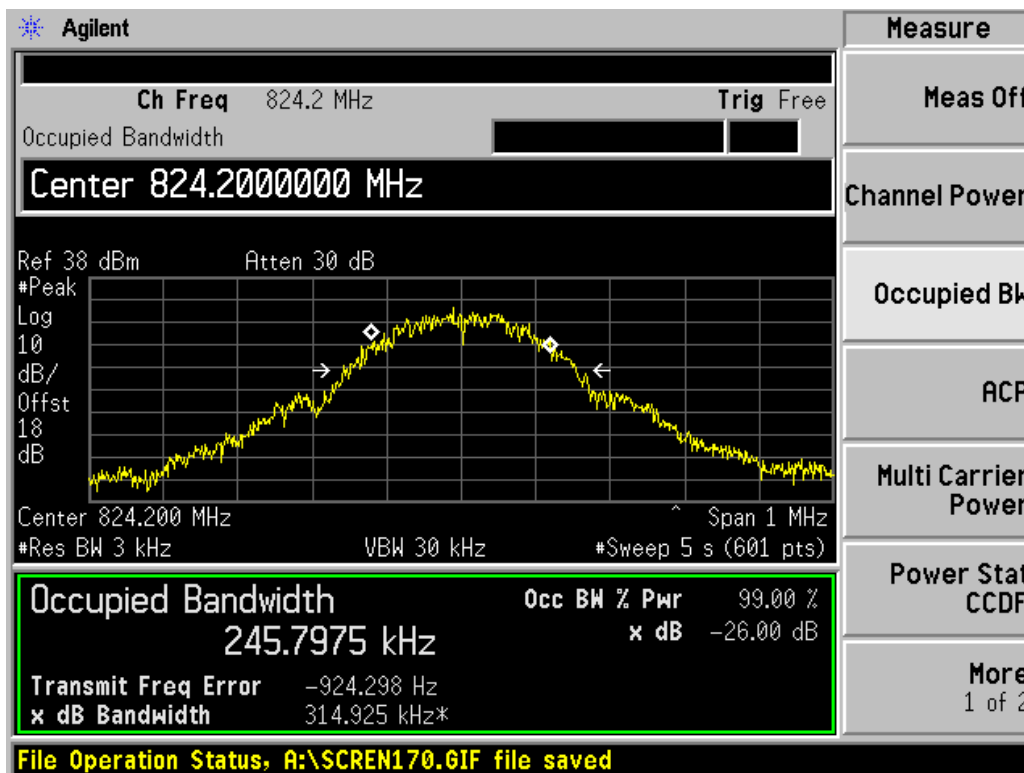 Agilent
Measure
Ch Freq 824.2 MHz Trig Free
Occupied Bandwidth
Center 824.2000000 MHz
Ref 38 dBm Atten 30 dB
#Peak
Log
10
dB/
Offst
18
dB
Center 824.200 MHz ^ Span 1 MHz
#Res BW 3 kHz VBW 30 kHz #Sweep 5 s (601 pts)
Occupied Bandwidth
245.7975 kHz
Occ BW % Pwr 99.00 %
x dB -26.00 dB
Transmit Freq Error -924.298 Hz
x dB Bandwidth 314.925 kHz*
File Operation Status, A:\SCREN170.GIF file saved
Meas Off
Channel Power
Occupied BW
ACP
Multi Carrier
Power
Power Stat
CCDF
More
1 of 2